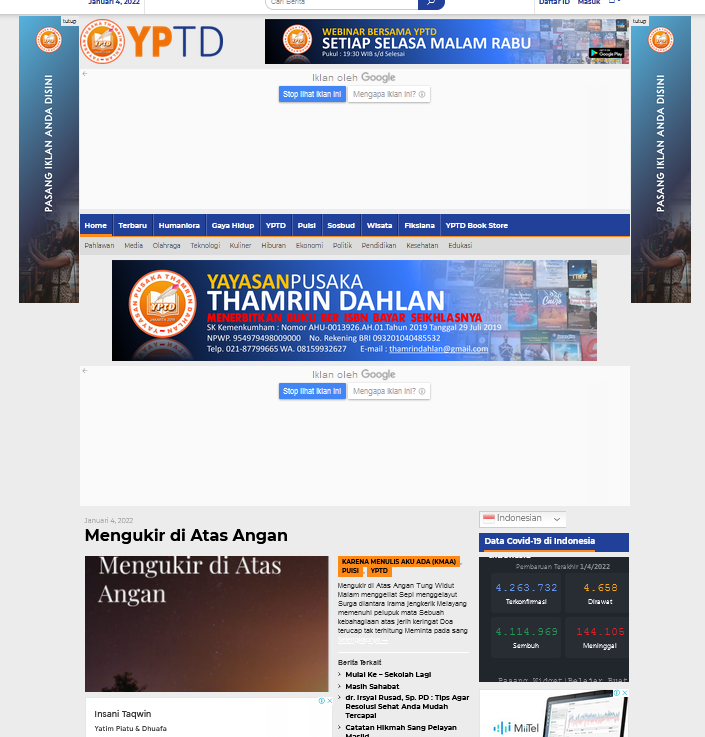 Januari 4, 2022
Cari Berita
Daftar ID
Masuk
tutup
tutup
YPTD
WEBINAR BERSAMA YPTD
SETIAP SELASA MALAM RABU
Pukul : 19:30 WIB s/d Selesai
Google Play
PASANG IKLAN ANDA DISINI
PASANG IKLAN ANDA DISINI
Iklan oleh Google
Stop lihat iklan ini
Mengapa iklan ini?
Home
Terbaru
Humaniora
Gaya Hidup
YPTD
Puisi
Sosbud
Wisata
Fiksiana
YPTD Book Store
Pahlawan
Media
Olahraga
Teknologi
Kuliner
Hiburan
Ekonomi
Politik
Pendidikan
Kesehatan
Edukasi
YAYASAN PUSAKA
THAMRIN DAHLAN
MENERBITKAN BUKU BER ISBN BAYAR SEIKHLASNYA
SK Kemenkumham : Nomor AHU-0013926.AH.01.Tahun 2019 Tanggal 29 Juli 2019
NPWP. 954979498009000 No. Rekening BRI 093201040485532
Telp. 021-87799665 WA. 08159932627 E-mail : thamrindahlan@gmail.com
Iklan oleh Google
Stop lihat iklan ini
Mengapa iklan ini?
Januari 4, 2022
Mengukir di Atas Angan
Mengukir di Atas
Angan
KARENA MENULIS AKU ADA (KMAA) ,
PUISI , YPTD
Mengukir di Atas Angan Tung Widut
Malam menggeliat Sepi menggelayut
Surga diantara irama jengkerik Melayang
memenuhi pelupuk mata Sebuah
kebahagiaan atas jerih keringat Doa
terucap tak terhitung Meminta pada sang
Berita Terkait
Mulai Ke – Sekolah Lagi
Masih Sahabat
dr. Irsyal Rusad, Sp. PD : Tips Agar
Resolusi Sehat Anda Mudah
Tercapai
Catatan Hikmah Sang Pelayan
Masjid
Insani Taqwin
Yatim Piatu & Dhuafa
Indonesian
Data Covid-19 di Indonesia
Indonesia
Pembaruan Terakhir 1/4/2022
4.263.732
Terkonfirmasi
4.658
Dirawat
4.114.969
Sembuh
144.105
Meninggal
MiiTel